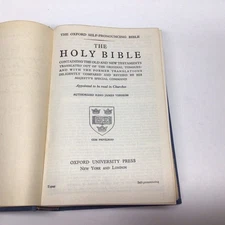 THE OXFORD SELF-PRONOUNCING BIBLE
THE
HOLY BIBLE
CONTAINING THE OLD AND NEW TESTAMENTS
TRANSLATED OUT OF THE ORIGINAL TONGUES
AND WITH THE FORMER TRANSLATIONS
DILIGENTLY COMPARED AND REVISED BY HIS
MAJESTY'S SPECIAL COMMAND
Appointed to be read in Churches
AUTHORIZED KING JAMES VERSION
OXFORD UNIVERSITY PRESS
NEW YORK AND LONDON